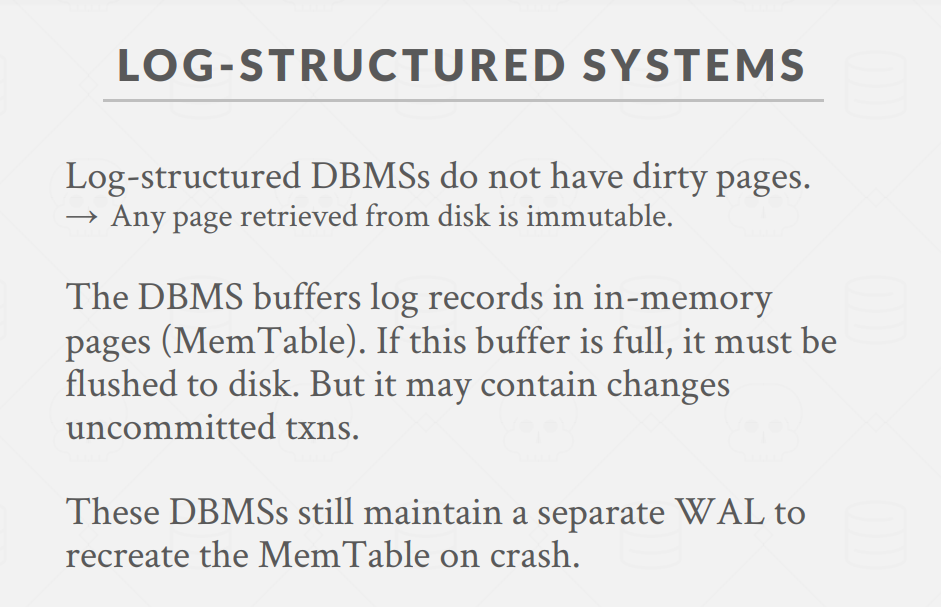 LOG-STRUCTURED SYSTEMS
Log-structured DBMSs do not have dirty pages.
→ Any page retrieved from disk is immutable.
The DBMS buffers log records in in-memory
pages (MemTable). If this buffer is full, it must be
flushed to disk. But it may contain changes
uncommitted txns.
These DBMSs still maintain a separate WAL to
recreate the MemTable on crash.